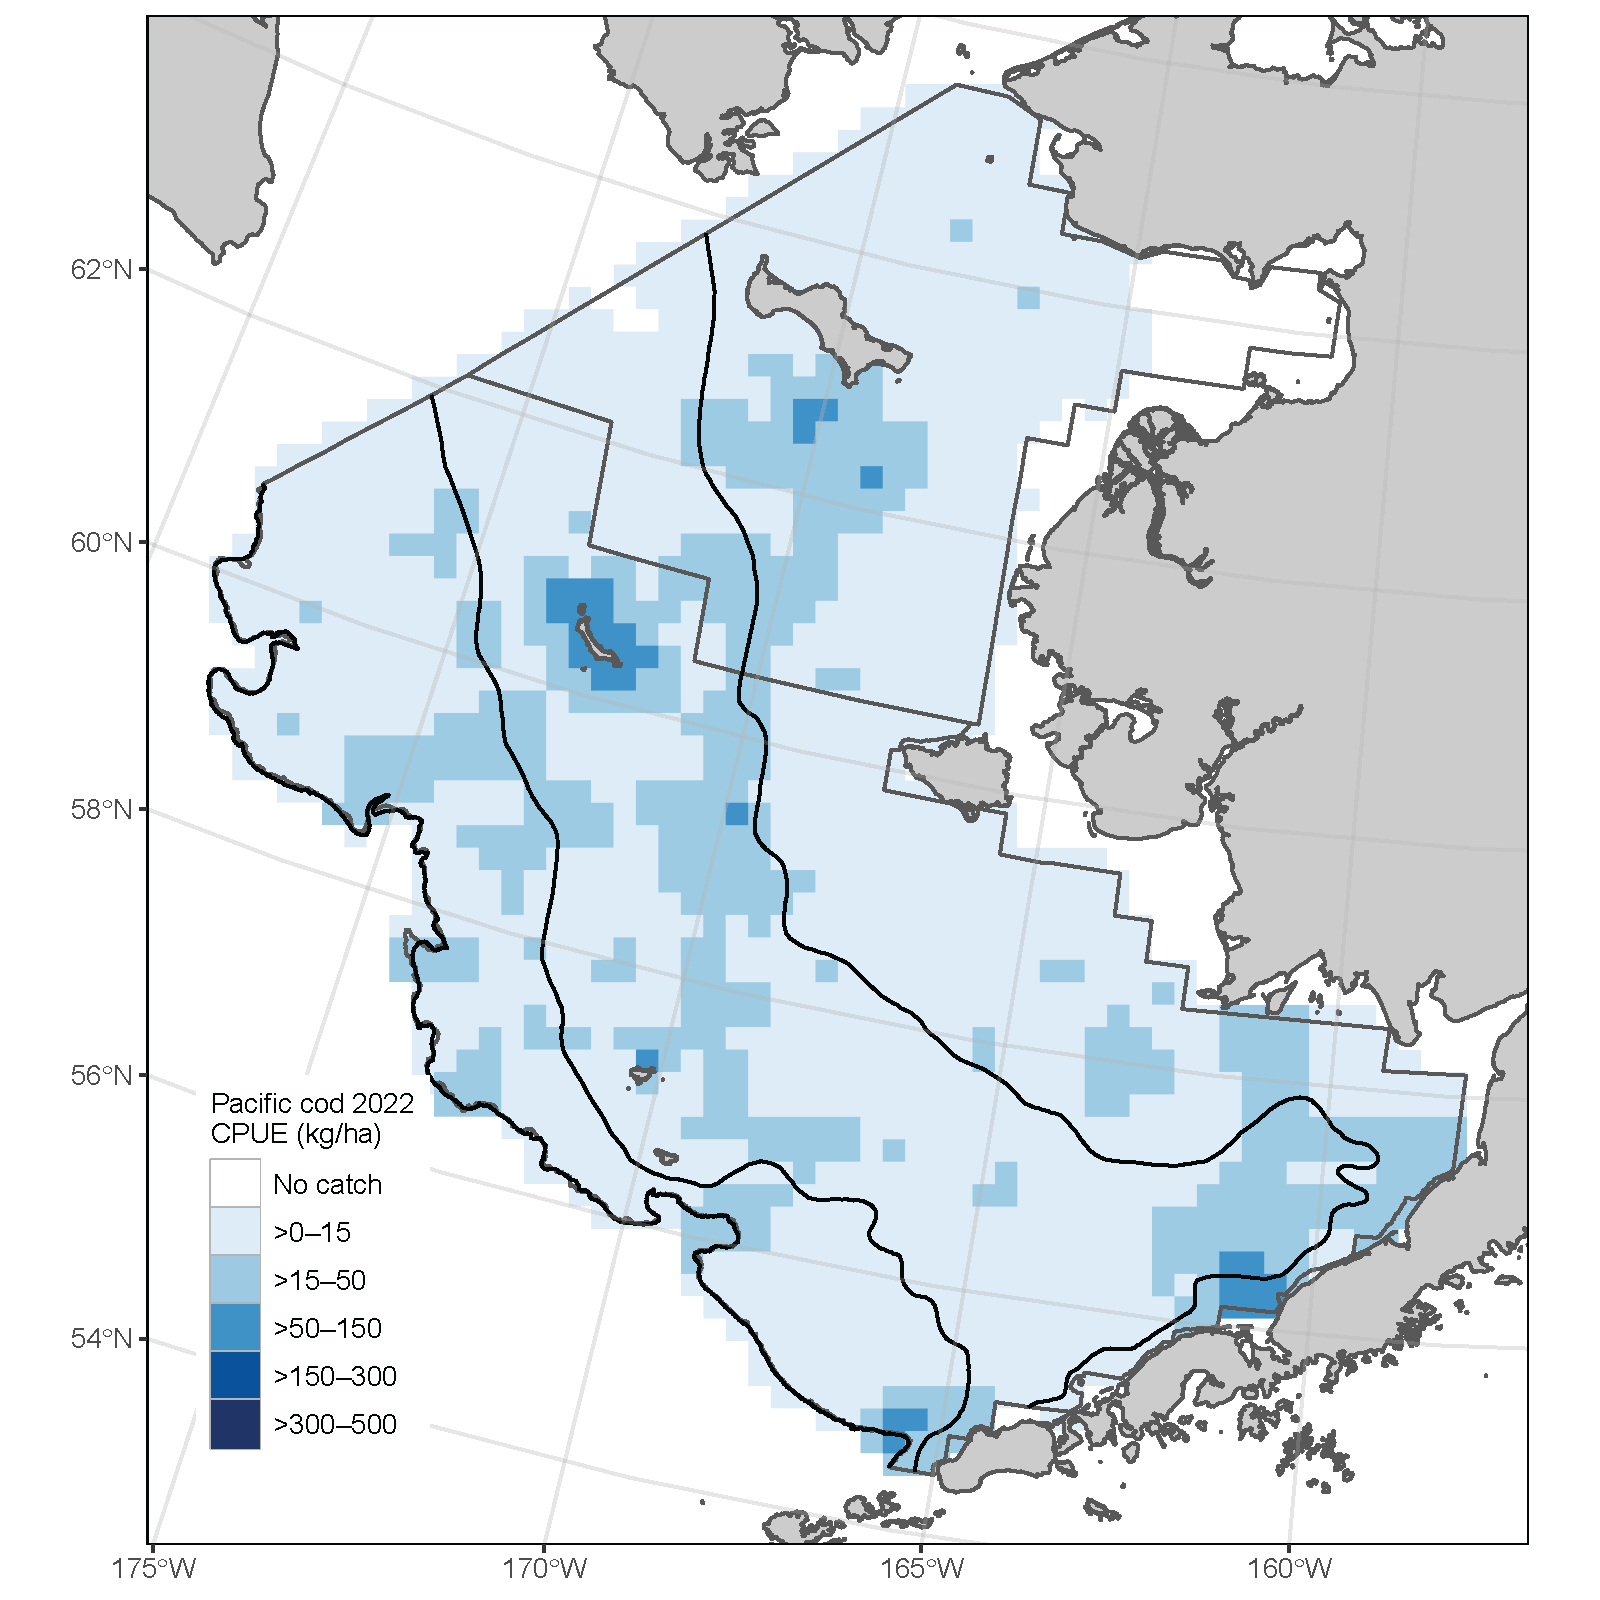 62°N
60°N
58°N
56°N
54°N
Pacific cod 2022
CPUE (kg/ha)
No catch
>0–15
>15–50
>50–150
>150–300
>300–500
175°W
170°W
165°W
160°W